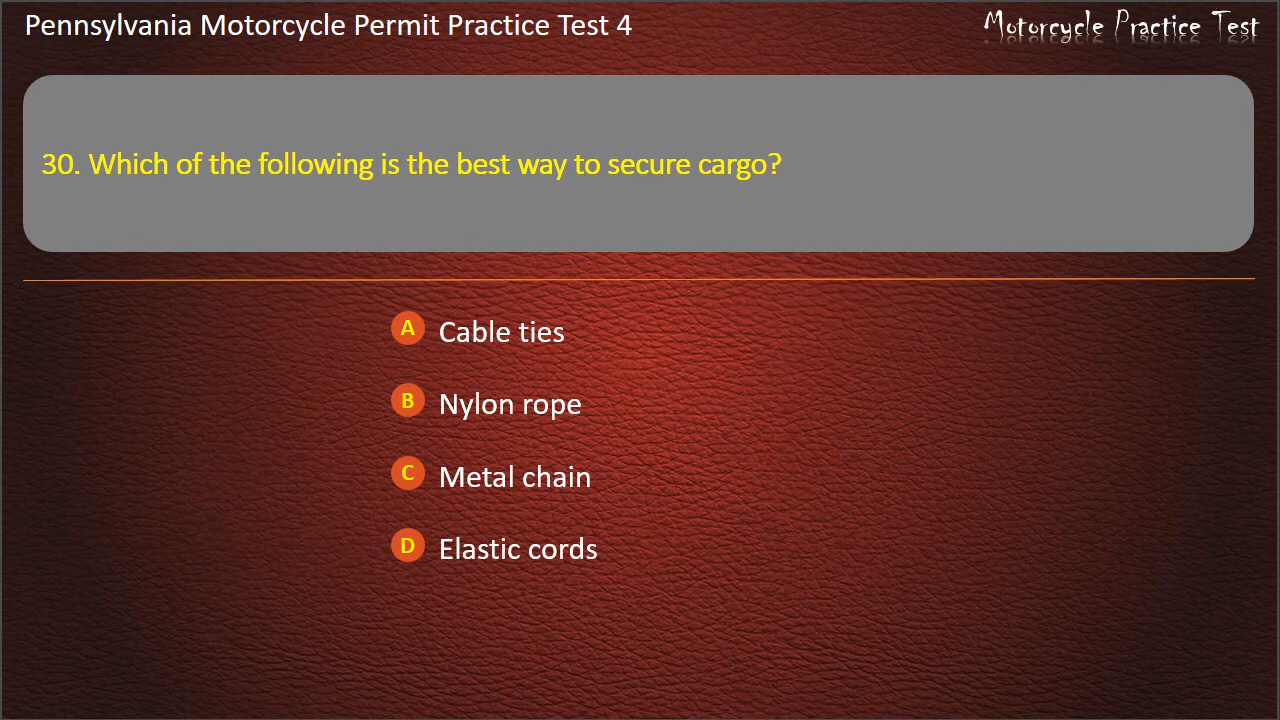 Pennsylvania Motorcycle Permit Practice Test 4
Motorcycle Practice Test
30. Which of the following is the best way to secure cargo?
A Cable ties
B Nylon rope
C Metal chain
D Elastic cords